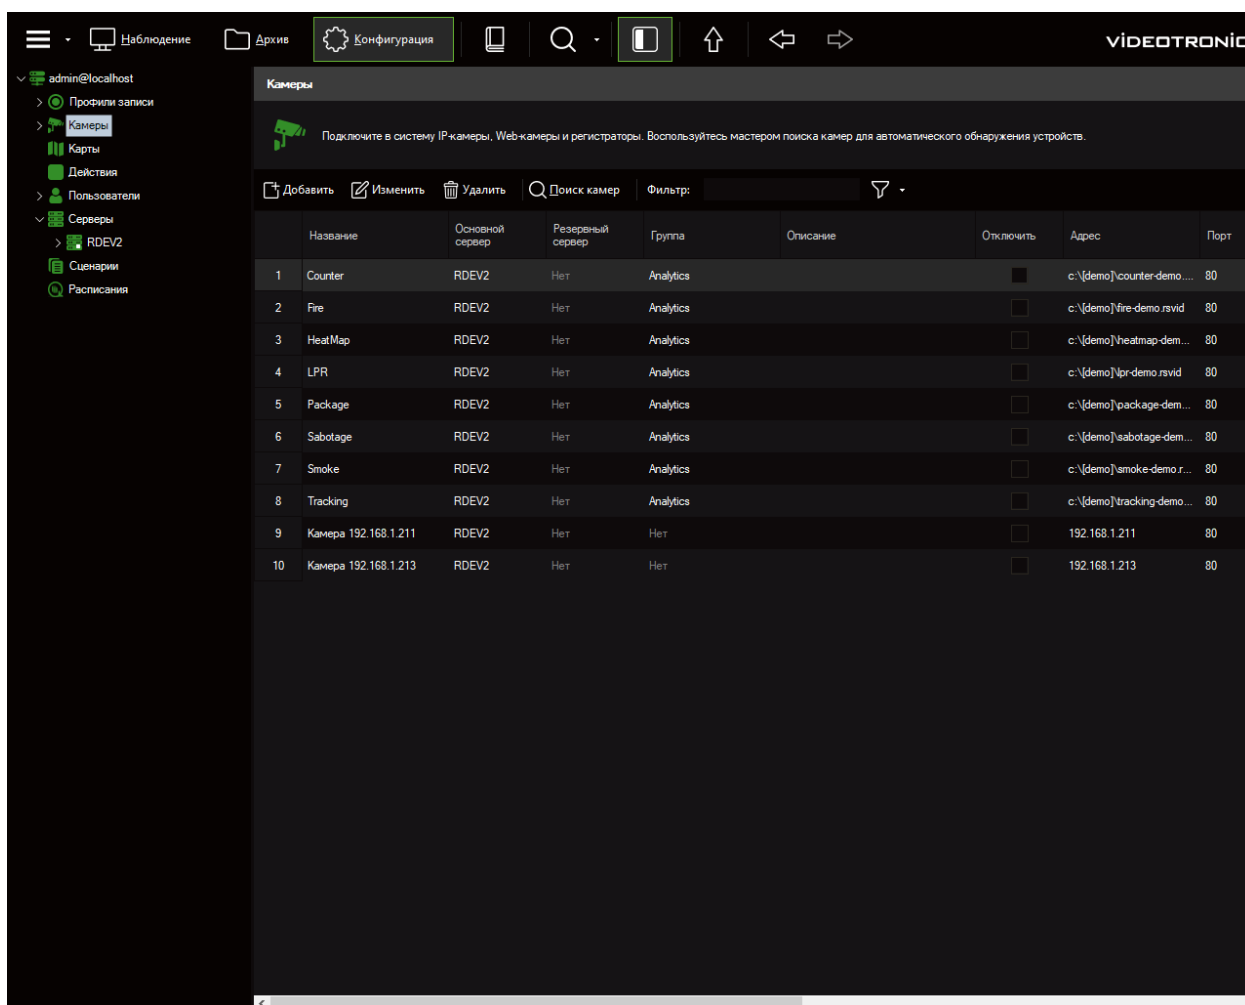 Наблюдение Архив Конфигурация VIDEOTRONIC
admin@localhost
Профили записи
Камеры
Карты
Действия
Пользователи
Серверы
RDEV2
Сценарии
Расписания
Камеры
Подключите в систему IP-камеры, Web-камеры и регистраторы. Воспользуйтесь мастером поиска камер для автоматического обнаружения устройств.
Добавить Изменить Удалить Поиск камер Фильтр:
Название Основной сервер Резервный сервер Группа Описание Отключить Адрес Порт
1 Counter RDEV2 Нет Analytics c:\[demo]\counter-demo.... 80
2 Fire RDEV2 Нет Analytics c:\[demo]\fire-demo.rsvid 80
3 HeatMap RDEV2 Нет Analytics c:\[demo]\heatmap-dem... 80
4 LPR RDEV2 Нет Analytics c:\[demo]\lpr-demo.rsvid 80
5 Package RDEV2 Нет Analytics c:\[demo]\package-dem... 80
6 Sabotage RDEV2 Нет Analytics c:\[demo]\sabotage-dem... 80
7 Smoke RDEV2 Нет Analytics c:\[demo]\smoke-demo.r... 80
8 Tracking RDEV2 Нет Analytics c:\[demo]\tracking-demo... 80
9 Камера 192.168.1.211 RDEV2 Нет Нет 192.168.1.211 80
10 Камера 192.168.1.213 RDEV2 Нет Нет 192.168.1.213 80